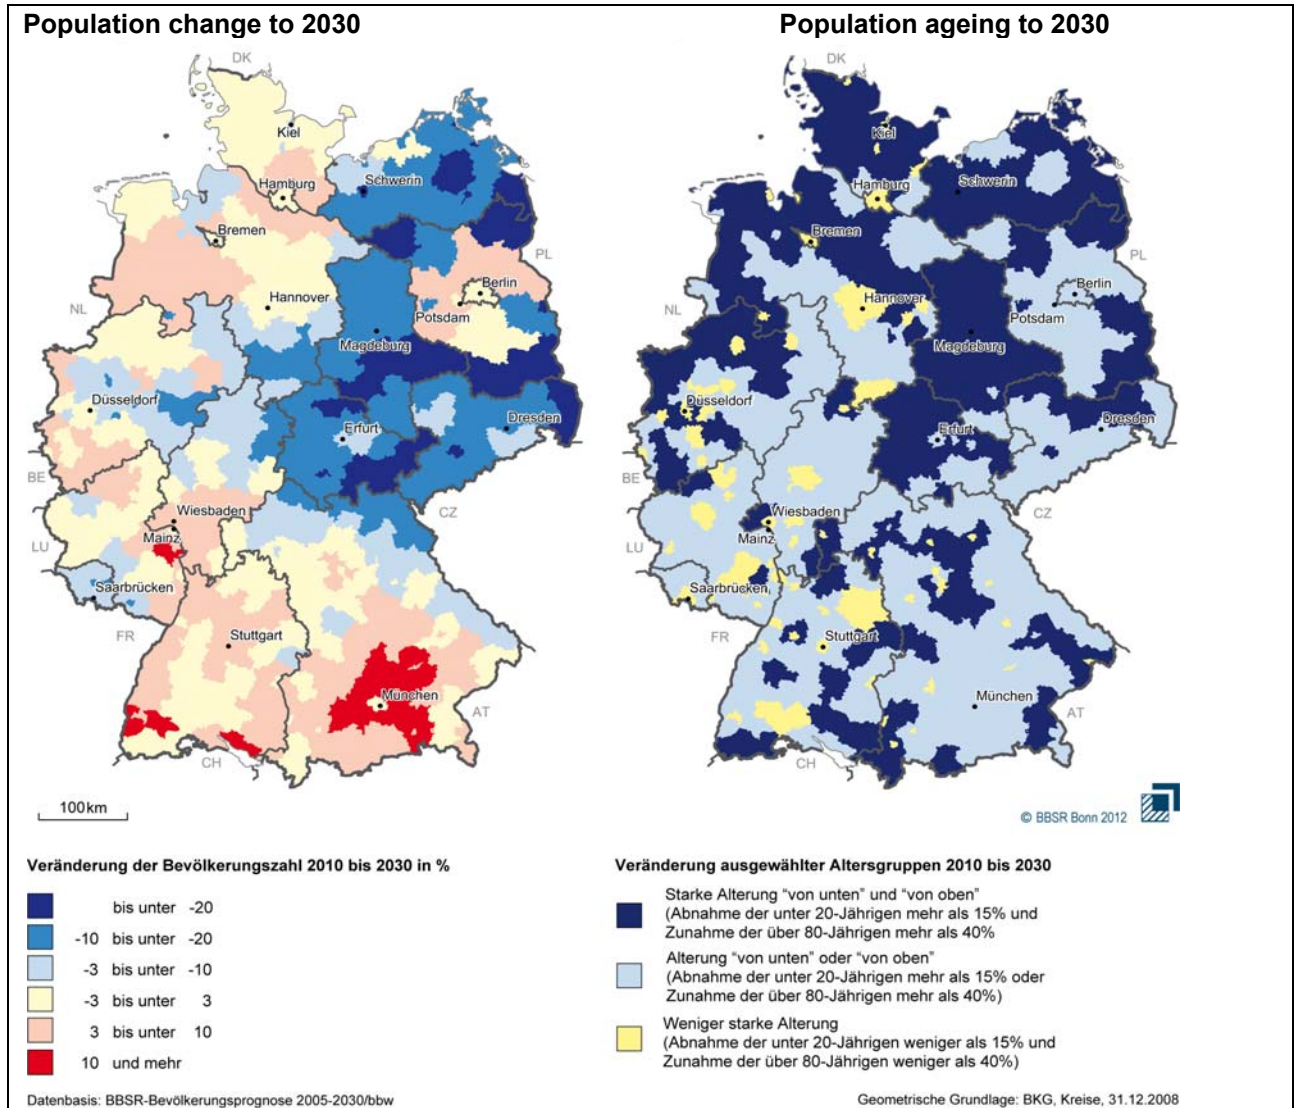 Population change to 2030
Population ageing to 2030
DK
Kiel
Hamburg
Schwerin
Bremen
PL
Berlin
Hannover
NL
Potsdam
Magdeburg
Düsseldorf
Dresden
Erfurt
BE
Wiesbaden
CZ
Mainz
LU
Saarbrücken
FR
Stuttgart
München
AT
CH
DK
Kiel
Hamburg
Schwerin
Bremen
PL
Berlin
Hannover
NL
Potsdam
Magdeburg
Düsseldorf
Dresden
Erfurt
BE
Wiesbaden
CZ
Mainz
LU
Saarbrücken
FR
Stuttgart
München
AT
CH
100km
© BBSR Bonn 2012
Veränderung der Bevölkerungszahl 2010 bis 2030 in %
bis unter -20
-10 bis unter -20
-3 bis unter -10
-3 bis unter 3
3 bis unter 10
10 und mehr
Datenbasis: BBSR-Bevölkerungsprognose 2005-2030/bbw
Veränderung ausgewählter Altersgruppen 2010 bis 2030
Starke Alterung "von unten" und "von oben"
(Abnahme der unter 20-Jährigen mehr als 15% und
Zunahme der über 80-Jährigen mehr als 40%
Alterung "von unten" oder "von oben"
(Abnahme der unter 20-Jährigen mehr als 15% oder
Zunahme der über 80-Jährigen mehr als 40%)
Weniger starke Alterung
(Abnahme der unter 20-Jährigen weniger als 15% und
Zunahme der über 80-Jährigen weniger als 40%)
Geometrische Grundlage: BKG, Kreise, 31.12.2008